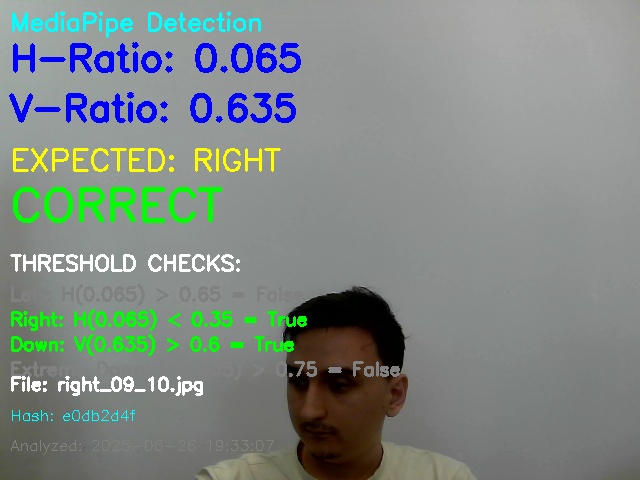 MediaPipe Detection
H-Ratio: 0.065
V-Ratio: 0.635
EXPECTED: RIGHT
CORRECT
THRESHOLD CHECKS:
Left: H(0.065) > 0.65 = False
Right: H(0.065) < 0.35 = True
Down: V(0.635) > 0.6 = True
Extreme > 0.75 = False
File: right_09_10.jpg
Hash: e0db2d4f
Analyzed: 2025-06-26 19:33:07